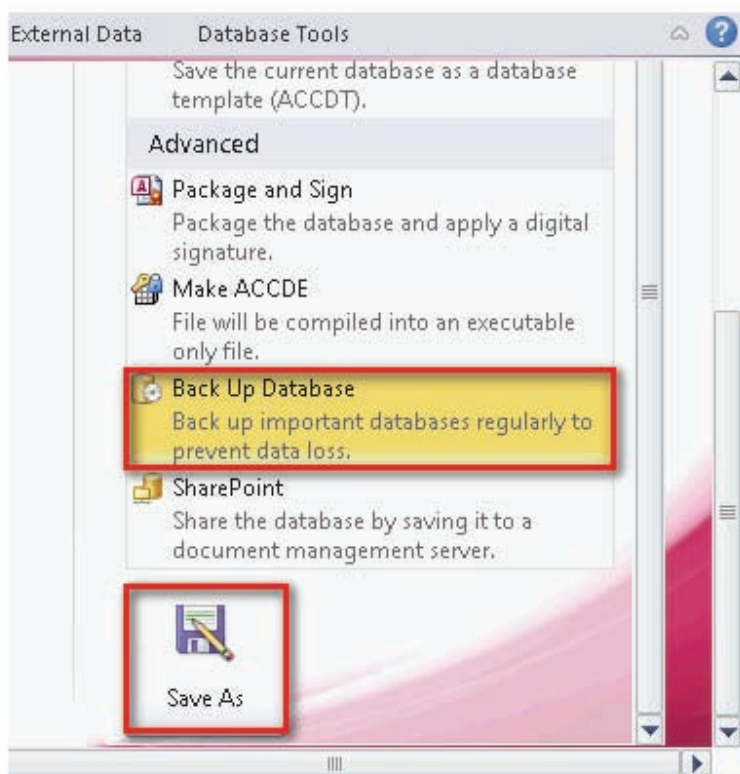 External Data Database Tools
Save the current database as a database
template (ACCDT).
Advanced
Package and Sign
Package the database and apply a digital
signature.
Make ACCDE
File will be compiled into an executable
only file.
Back Up Database
Back up important databases regularly to
prevent data loss.
SharePoint
Share the database by saving it to a
document management server.
Save As